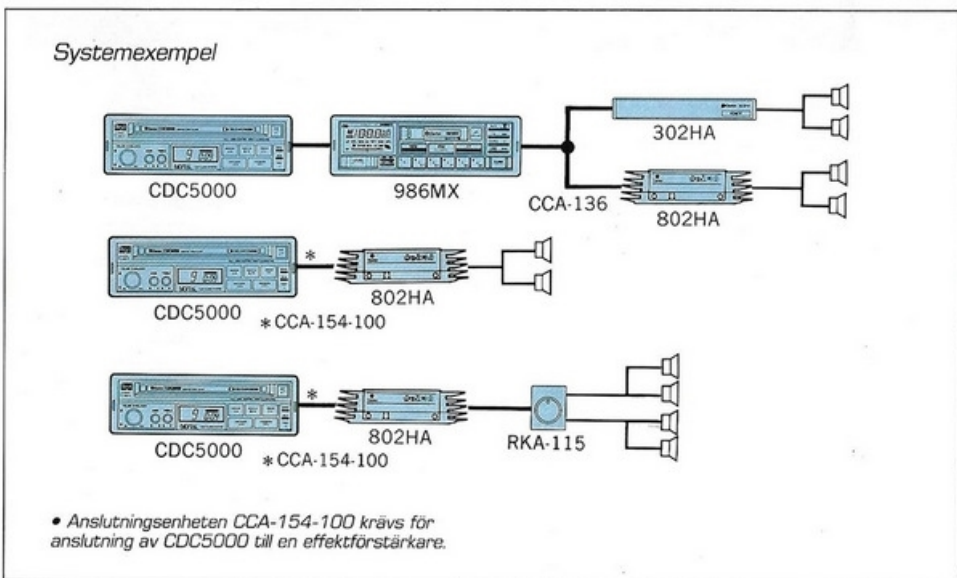 Systemexempel
CDC5000
986MX
CCA-136
302HA
802HA
CDC5000
*
802HA
* CCA-154-100
CDC5000
*
802HA
* CCA-154-100
RKA-115
• Anslutningsenheten CCA-154-100 krävs för
anslutning av CDC5000 till en effektförstärkare.